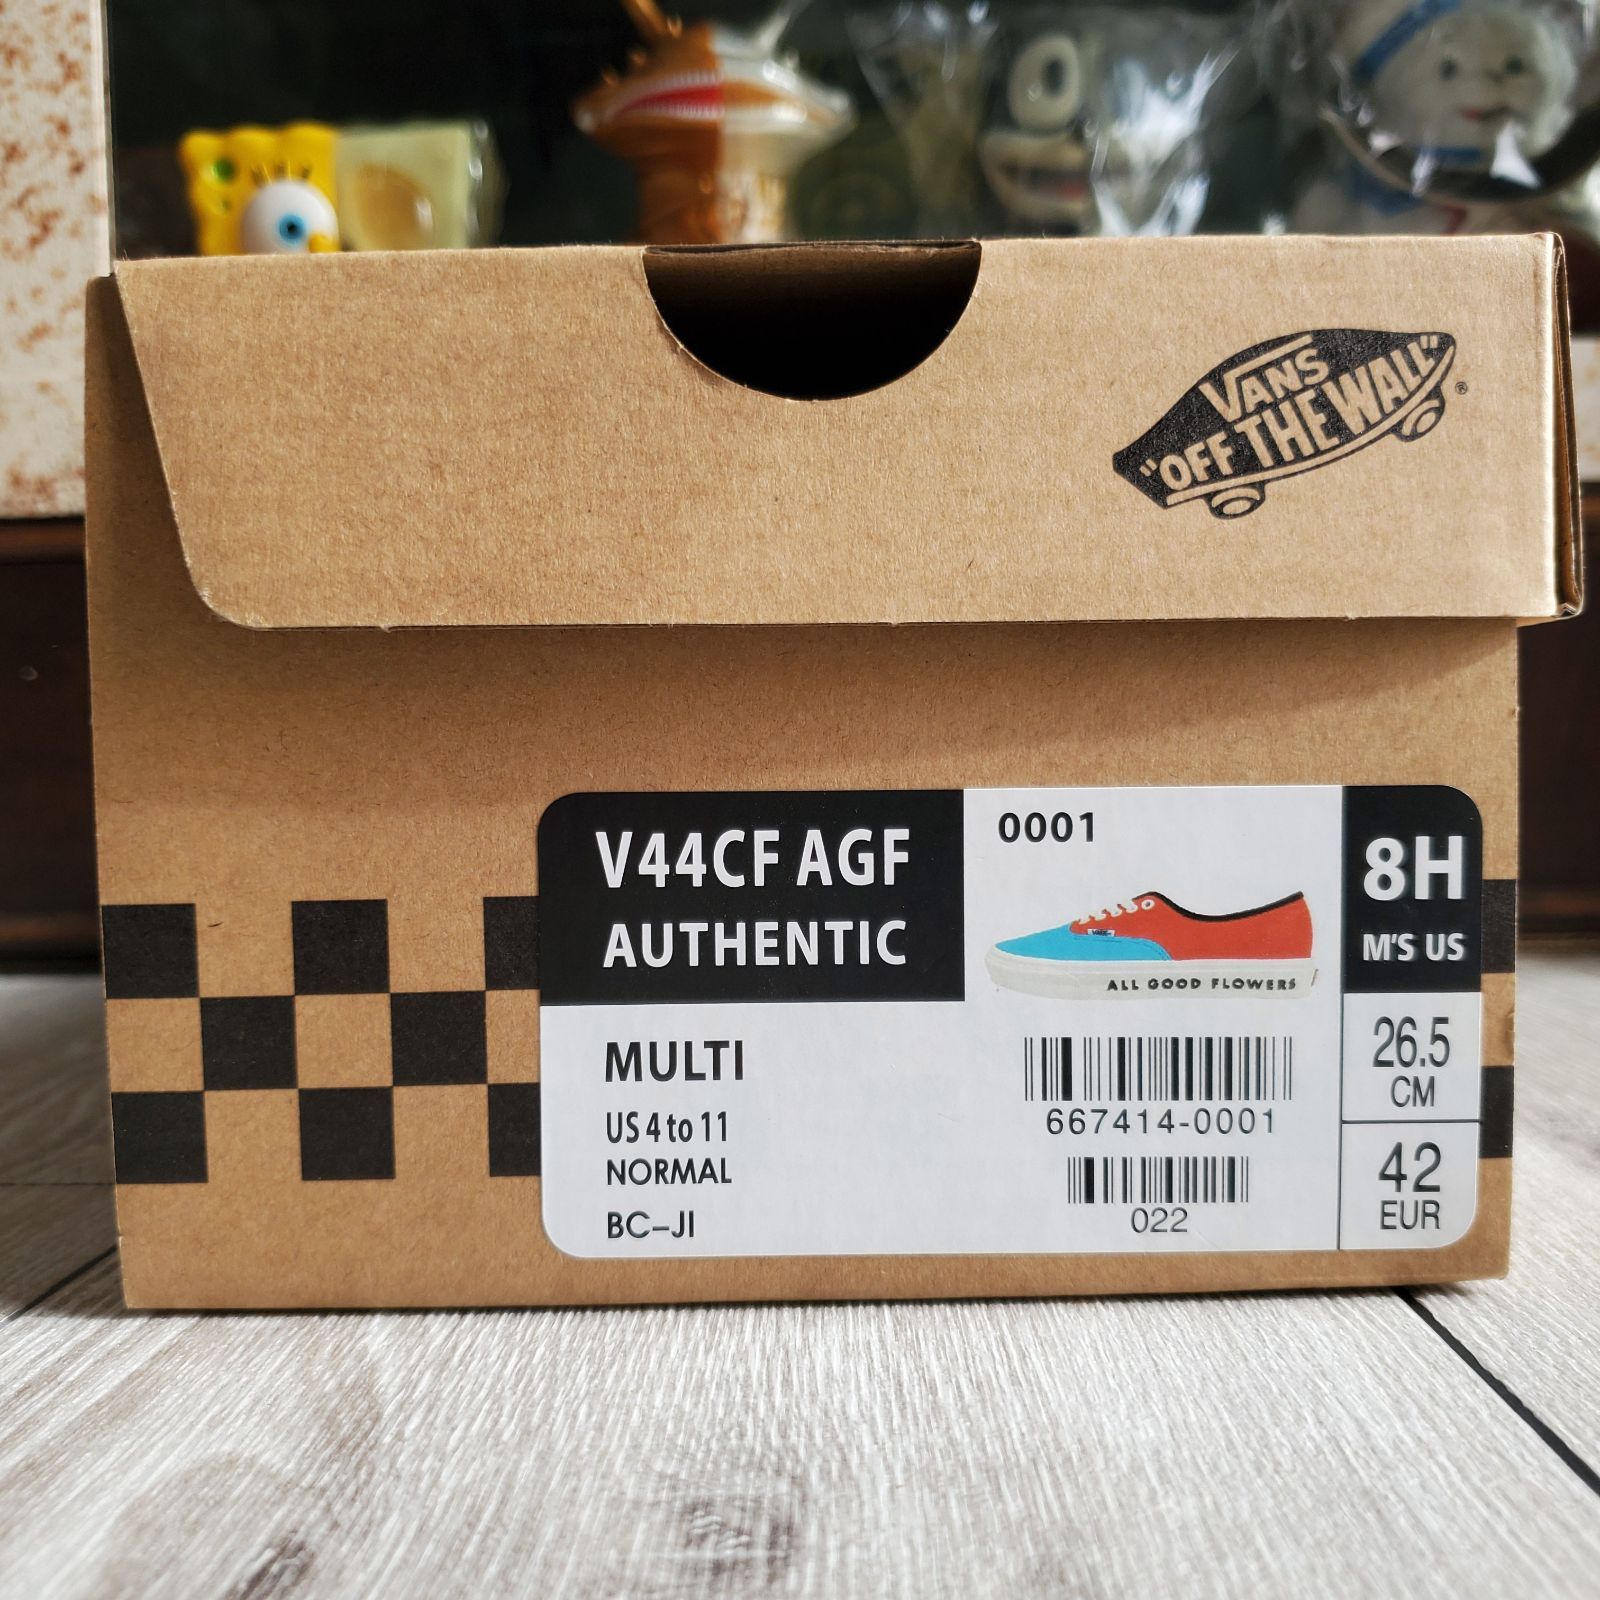 VANS
"OFF THE WALL"
®
V44CF AGF
AUTHENTIC
0001
8H
M'S US
VANS
ALL GOOD FLOWERS
MULTI
US 4 to 11
NORMAL
BC-JI
667414-0001
022
26.5
CM
42
EUR